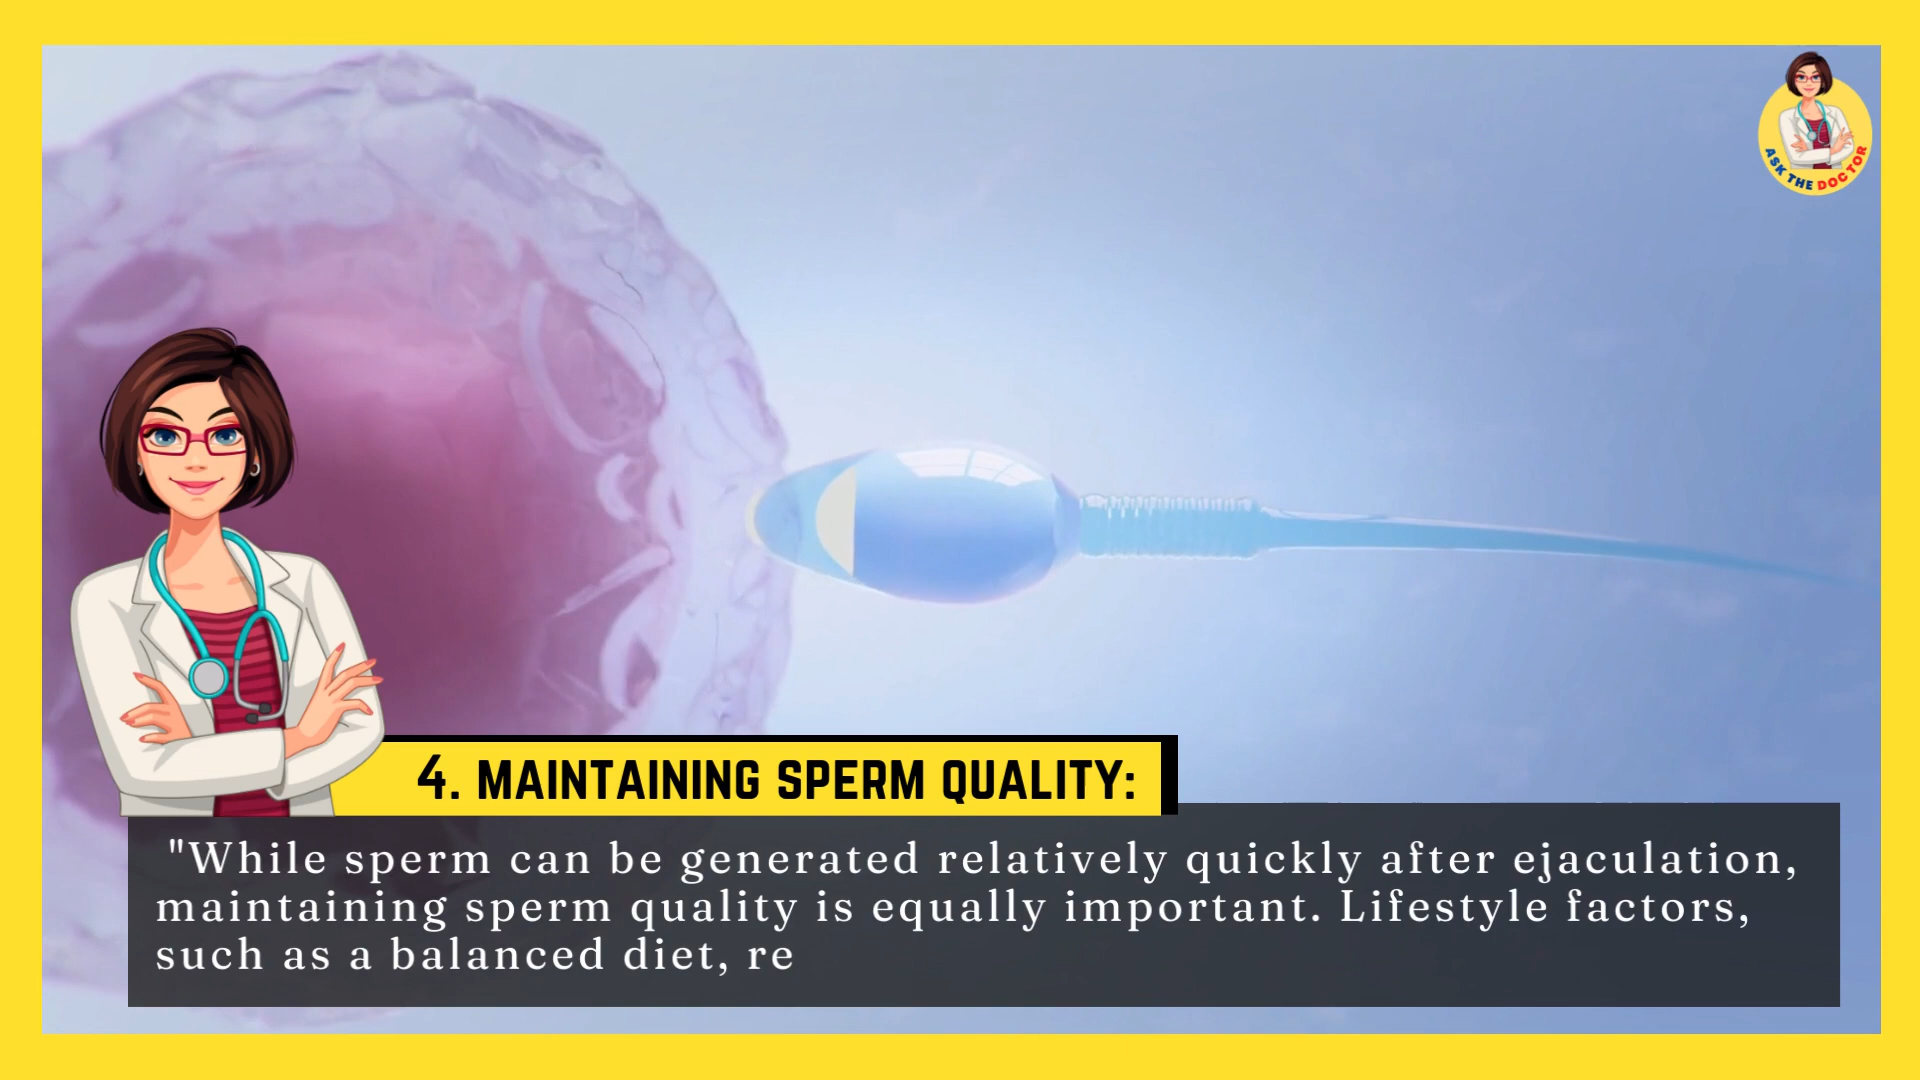 ASK THE DOCTOR
4. MAINTAINING SPERM QUALITY:
"While sperm can be generated relatively quickly after ejaculation,
maintaining sperm quality is equally important. Lifestyle factors,
such as a balanced diet, re